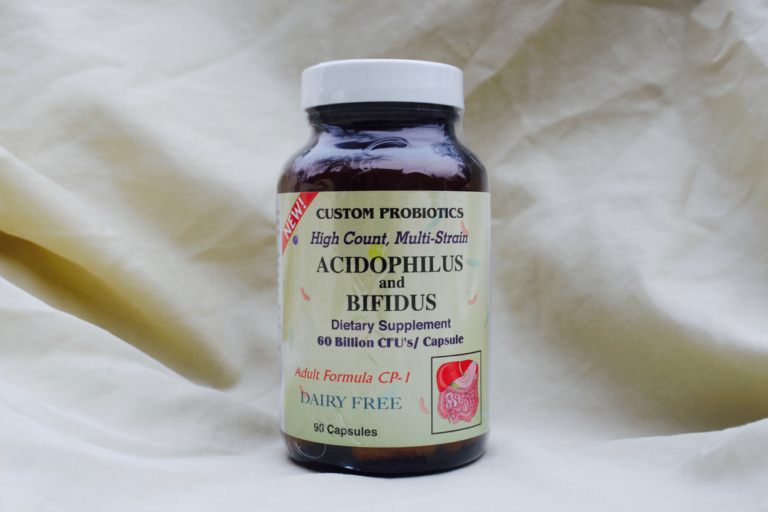 NEW!
CUSTOM PROBIOTICS
High Count, Multi-Strain
ACIDOPHILUS
and
BIFIDUS
Dietary Supplement
60 Billion CFU's/ Capsule
Adult Formula CP-1
DAIRY FREE
90 Capsules